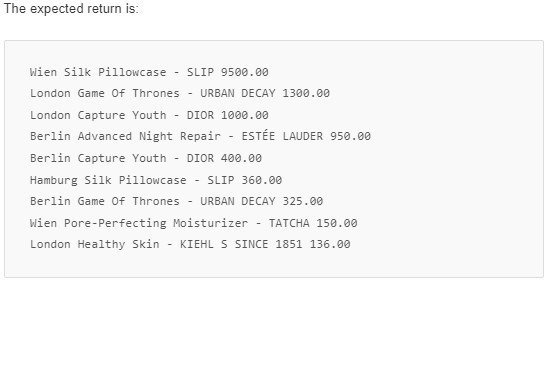 The expected return is:
Wien Silk Pillowcase - SLIP 9500.00
London Game Of Thrones - URBAN DECAY 1300.00
London Capture Youth - DIOR 1000.00
Berlin Advanced Night Repair - ESTÉE LAUDER 950.00
Berlin Capture Youth - DIOR 400.00
Hamburg Silk Pillowcase - SLIP 360.00
Berlin Game Of Thrones - URBAN DECAY 325.00
Wien Pore-Perfecting Moisturizer - TATCHA 150.00
London Healthy Skin - KIEHL S SINCE 1851 136.00